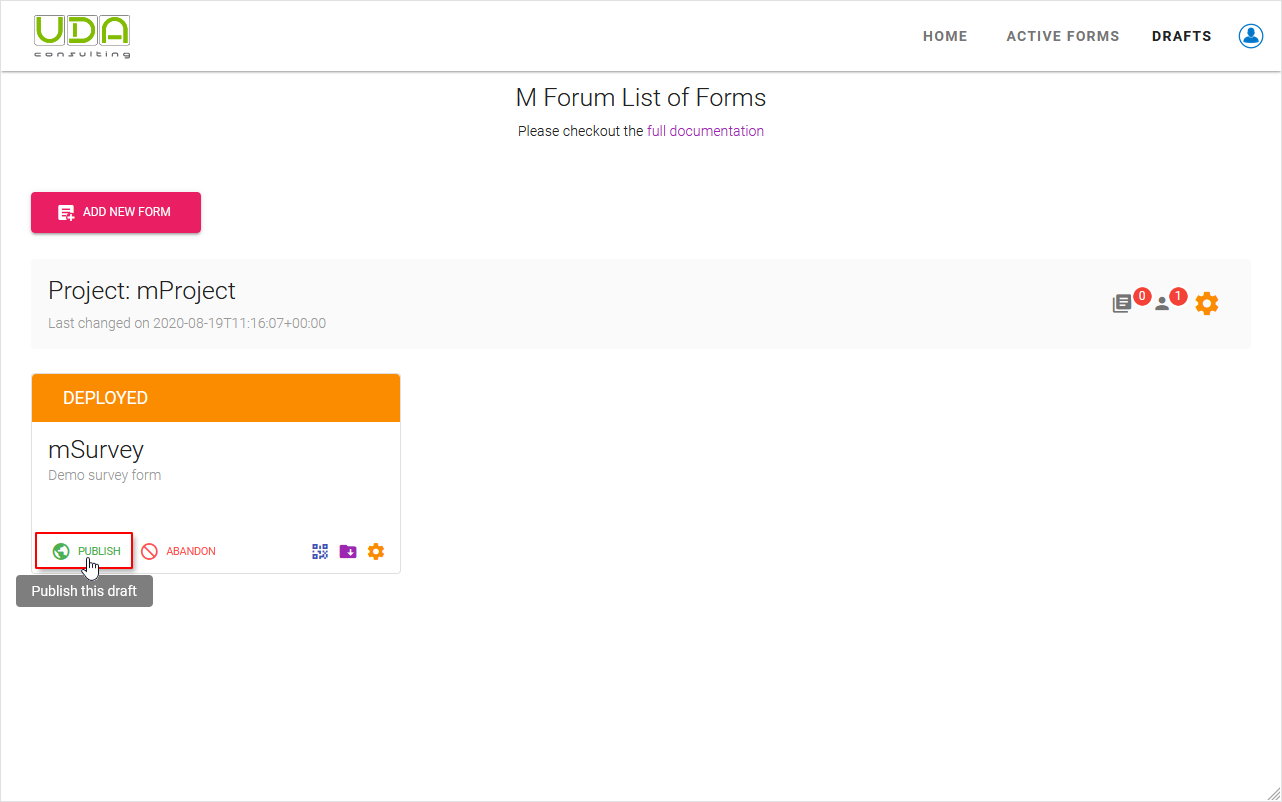 UDA
consulting
HOME
ACTIVE FORMS
DRAFTS
M Forum List of Forms
Please checkout the full documentation
ADD NEW FORM
Project: mProject
Last changed on 2020-08-19T11:16:07+00:00
0
1
DEPLOYED
mSurvey
Demo survey form
PUBLISH
ABANDON
Publish this draft